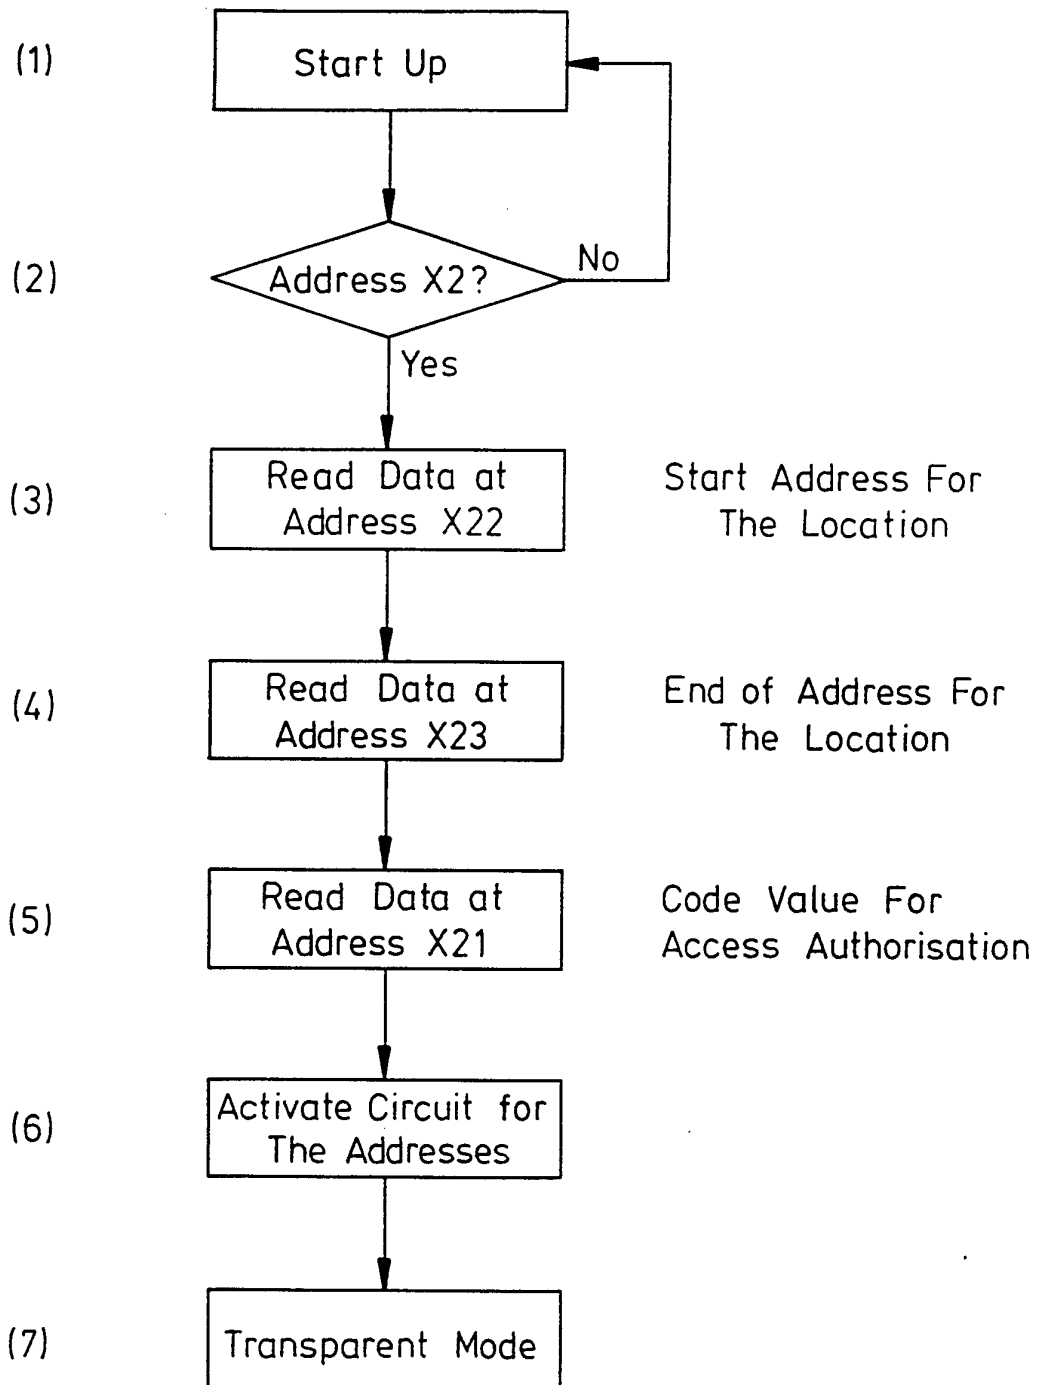 (1)
Start Up
(2)
Address X2?
No
Yes
(3)
Read Data at
Address X22
Start Address For
The Location
(4)
Read Data at
Address X23
End of Address For
The Location
(5)
Read Data at
Address X21
Code Value For
Access Authorisation
(6)
Activate Circuit for
The Addresses
(7)
Transparent Mode